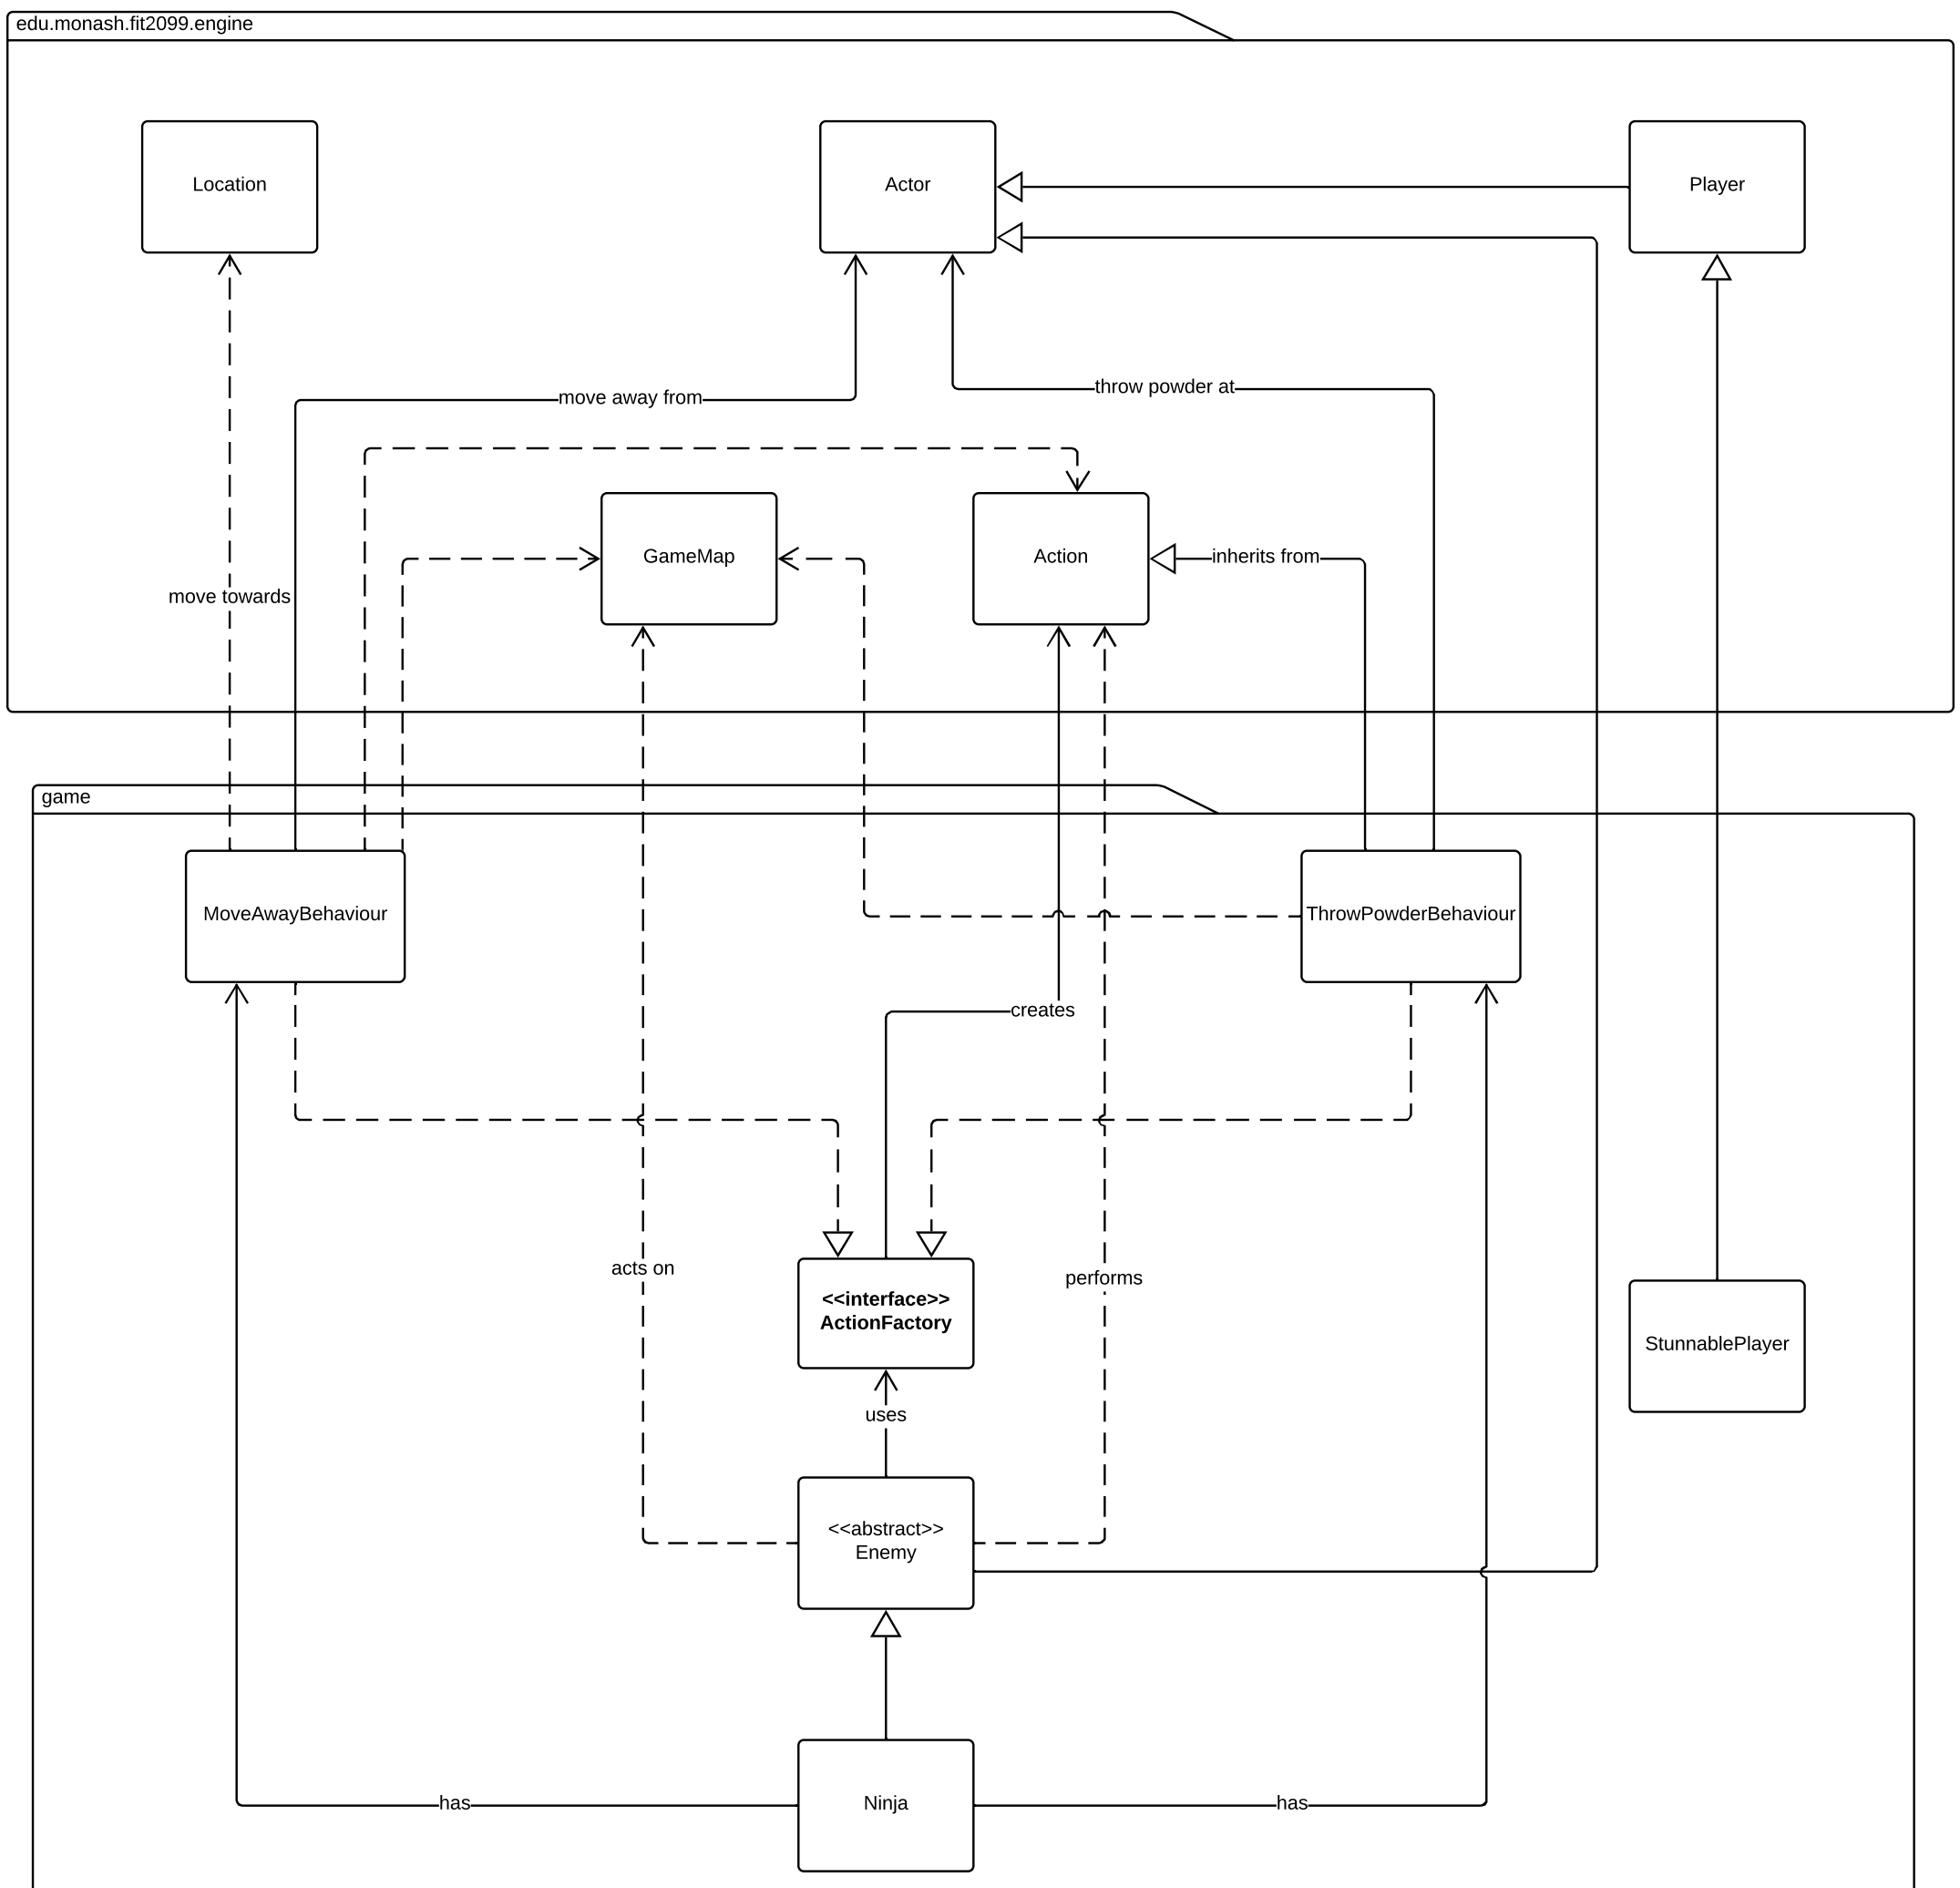 edu.monash.fit2099.engine
Location
Actor
Player
throw powder at
move away from
GameMap
Action
inherits from
move towards
game
MoveAwayBehaviour
ThrowPowderBehaviour
creates
acts on
performs
<<interface>>
ActionFactory
StunnablePlayer
uses
<<abstract>>
Enemy
has
Ninja
has